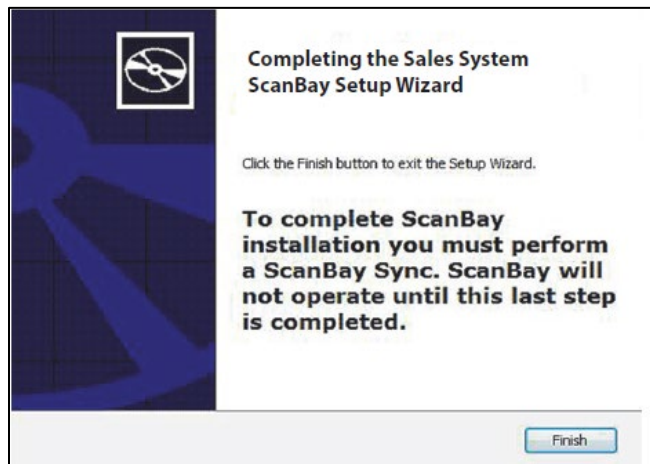 Completing the Sales System
ScanBay Setup Wizard
Click the Finish button to exit the Setup Wizard.
To complete ScanBay
installation you must perform
a ScanBay Sync. ScanBay will
not operate until this last step
is completed.
Finish